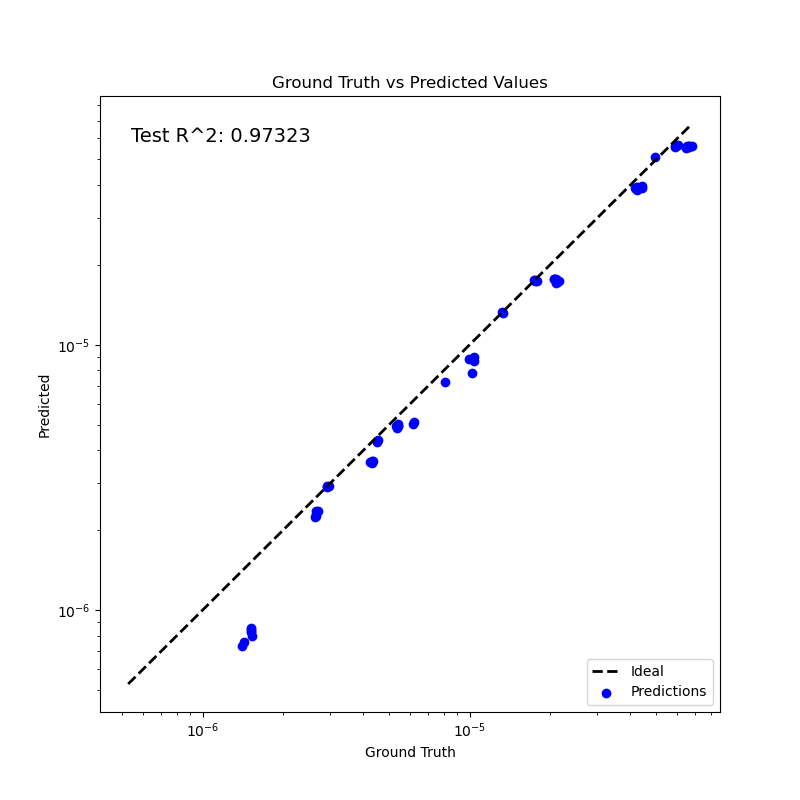 Ground Truth vs Predicted Values
Test R^2: 0.97323
Predicted
10⁻⁵
10⁻⁶
10⁻⁶
10⁻⁵
Ground Truth
Ideal
Predictions